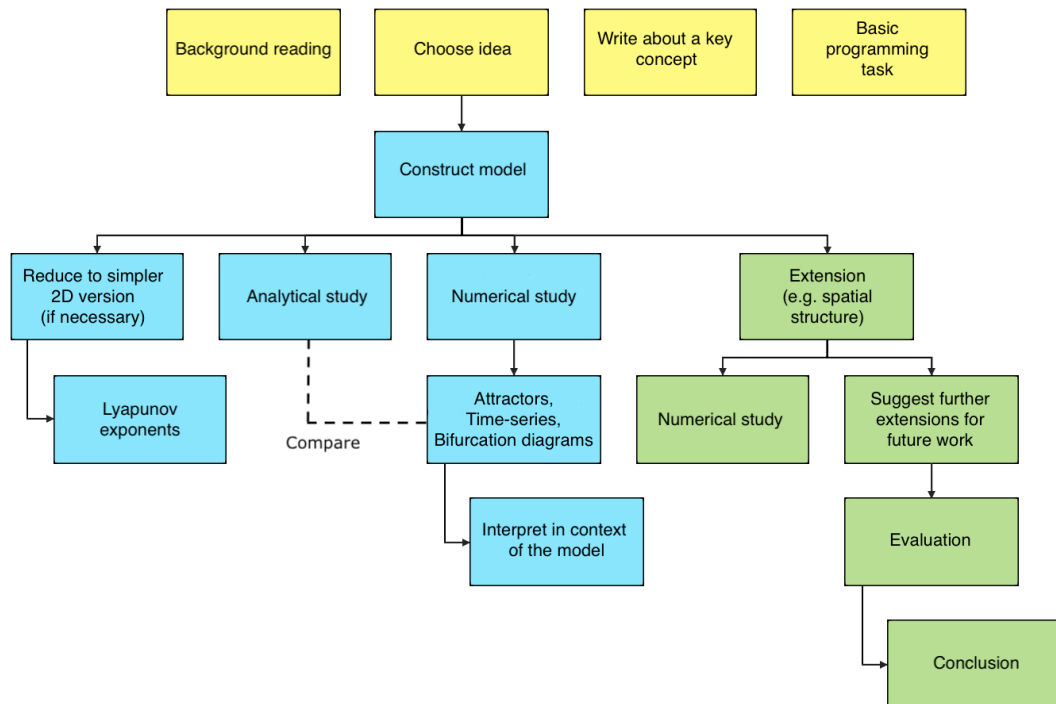 Background reading
Choose idea
Write about a key
concept
Basic
programming
task
Construct model
Reduce to simpler
2D version
(if necessary)
Analytical study
Numerical study
Extension
(e.g. spatial
structure)
Lyapunov
exponents
Compare
Attractors,
Time-series,
Bifurcation diagrams
Numerical study
Suggest further
extensions for
future work
Interpret in context
of the model
Evaluation
Conclusion